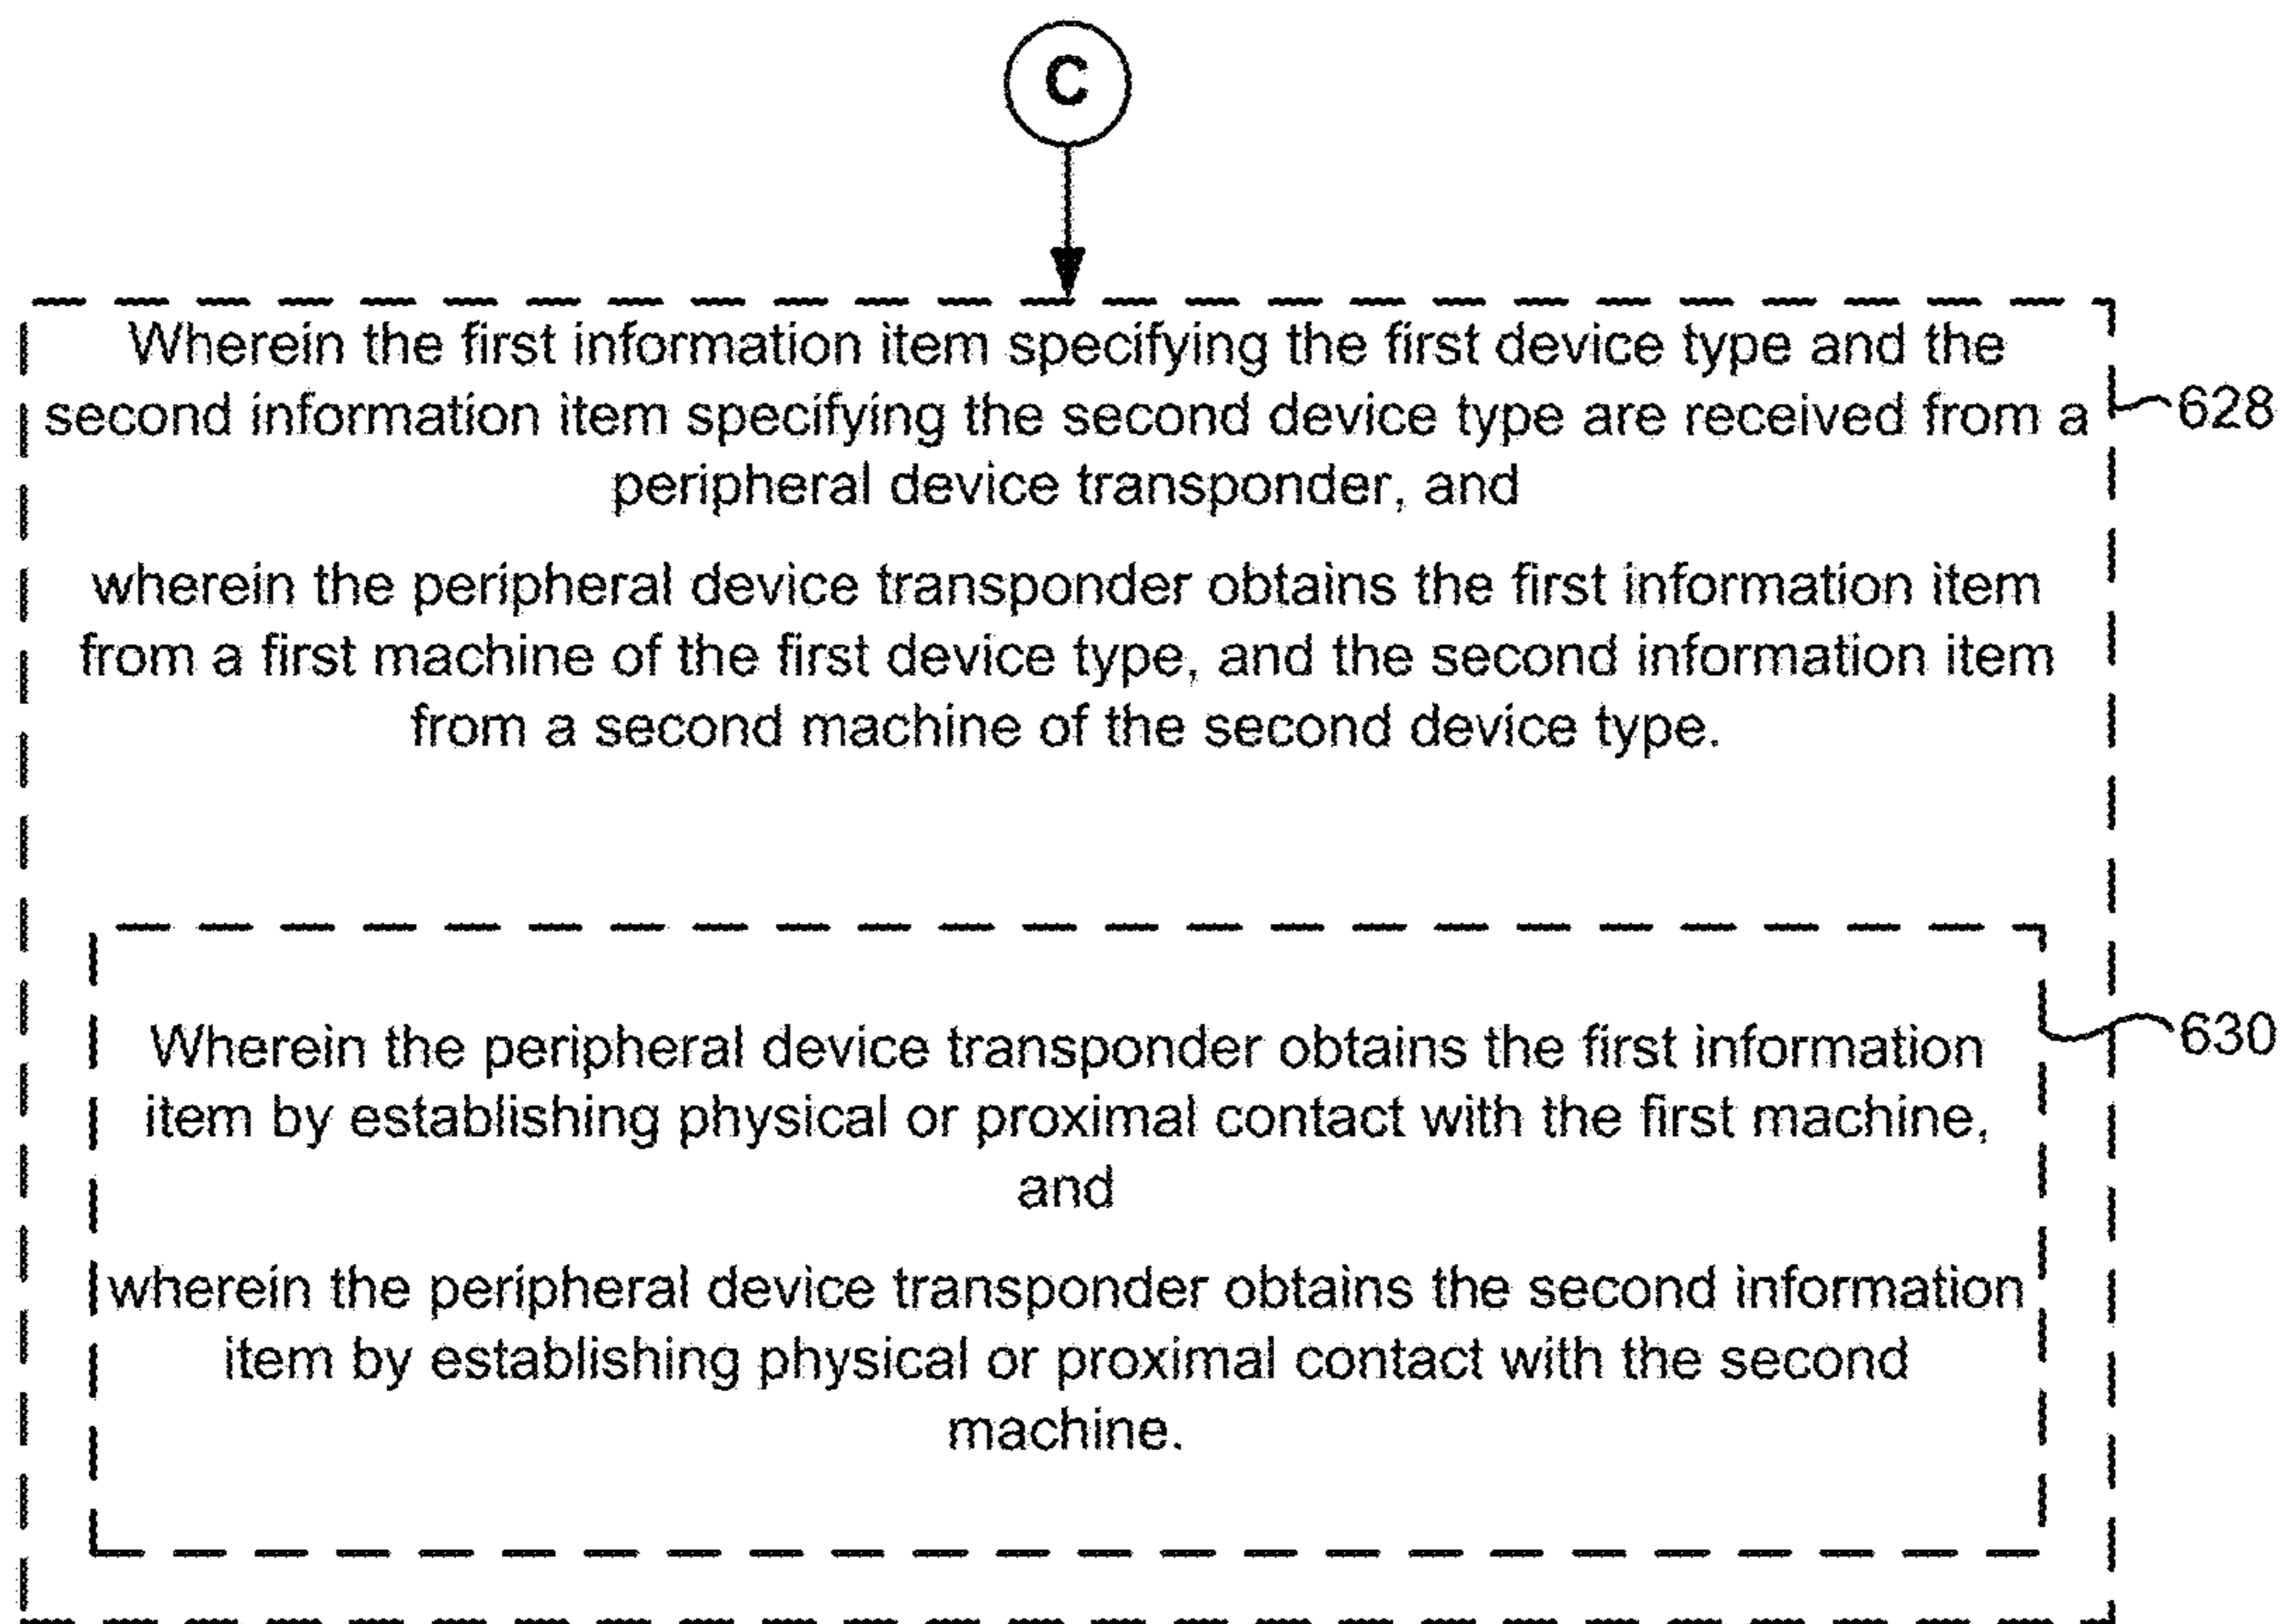 C
Wherein the first information item specifying the first device type and the
second information item specifying the second device type are received from a
628
peripheral device transponder, and
wherein the peripheral device transponder obtains the first information item
from a first machine of the first device type, and the second information item
from a second machine of the second device type.
630
Wherein the peripheral device transponder obtains the first information
item by establishing physical or proximal contact with the first machine,
and
wherein the peripheral device transponder obtains the second information
item by establishing physical or proximal contact with the second
machine.